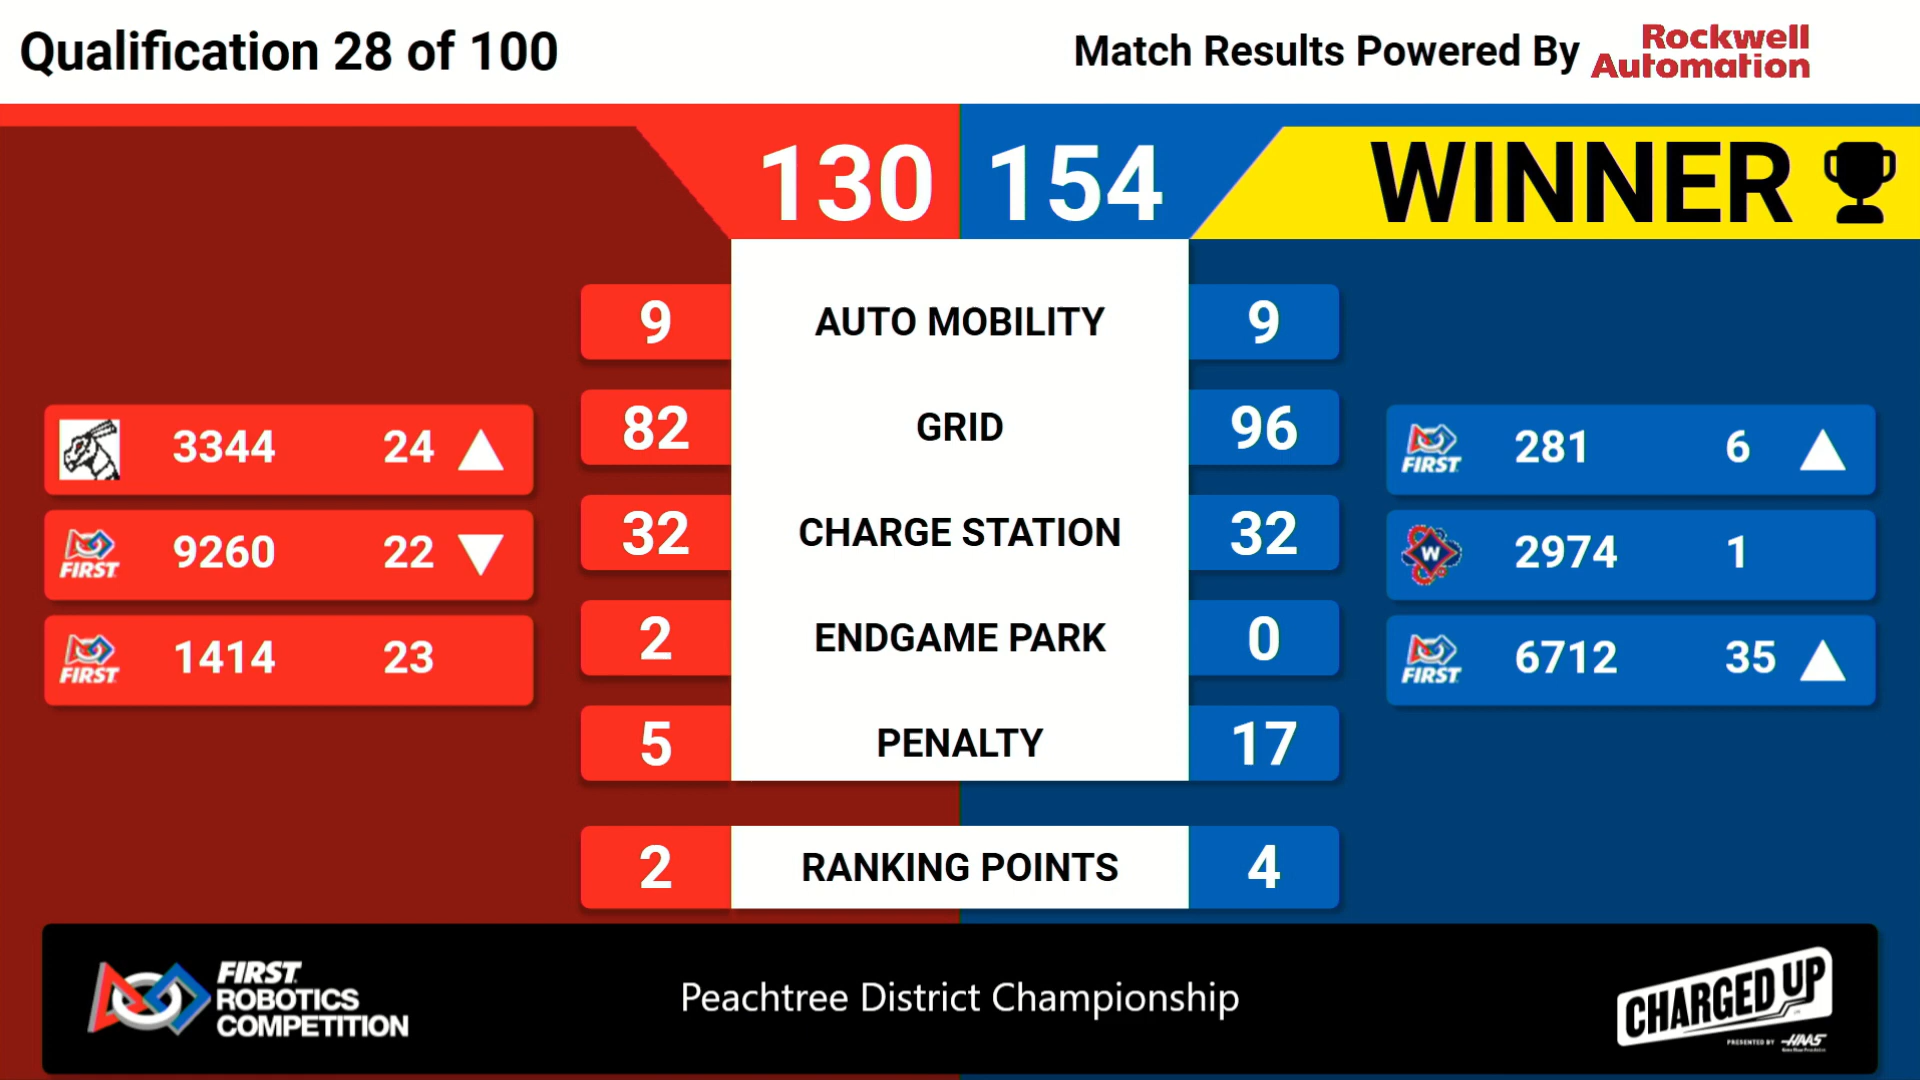 Qualification 28 of 100
Match Results Powered By
Rockwell
Automation
130 154 WINNER
9 AUTO MOBILITY 9
82 GRID 96
32 CHARGE STATION 32
2 ENDGAME PARK 0
5 PENALTY 17
2 RANKING POINTS 4
3344 24
FIRST 9260 22
FIRST 1414 23
FIRST 281 6
W 2974 1
FIRST 6712 35
FIRST
ROBOTICS
COMPETITION
Peachtree District Championship
CHARGED UP
PRESENTED BY HAAS